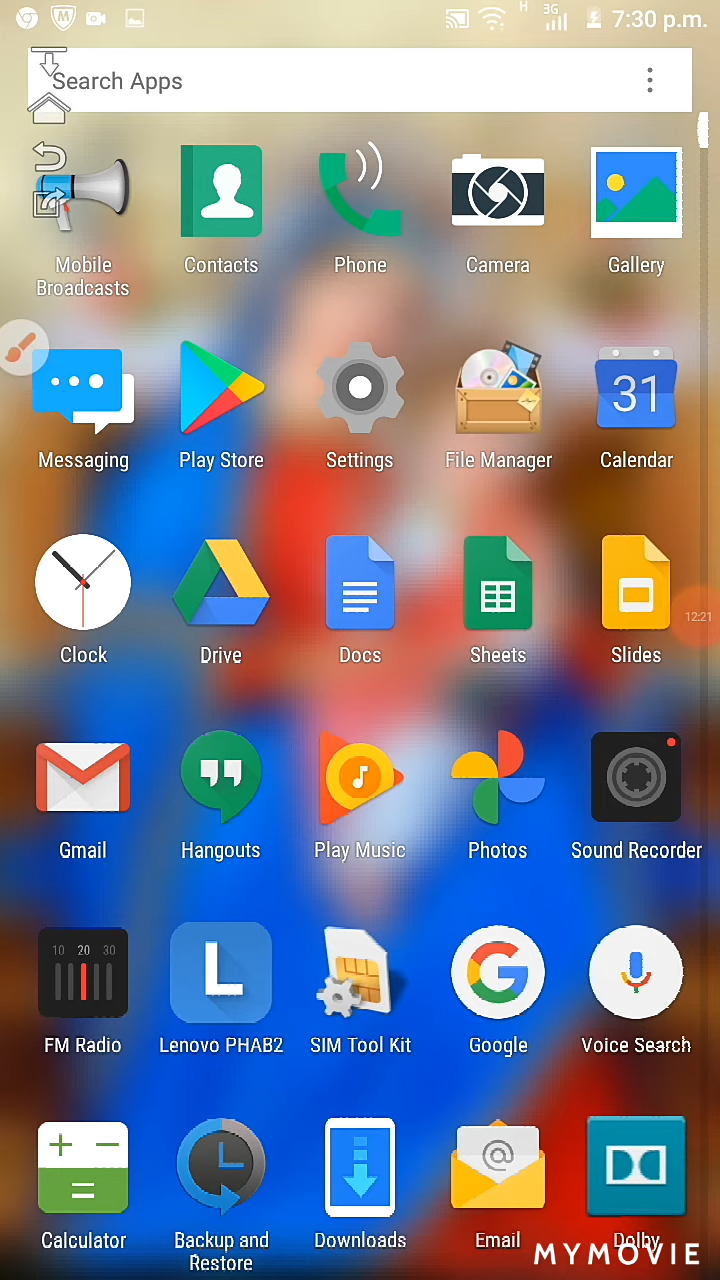 H 3G 7:30 p.m.
Search Apps
Mobile Broadcasts
Contacts
Phone
Camera
Gallery
Messaging
Play Store
Settings
File Manager
31
Calendar
Clock
Drive
Docs
Sheets
Slides
12:21
Gmail
Hangouts
Play Music
Photos
Sound Recorder
10 20 30
FM Radio
L
Lenovo PHAB2
SIM Tool Kit
G
Google
Voice Search
Calculator
Backup and
Restore
Downloads
@
Email
Dolby
MYMOVIE